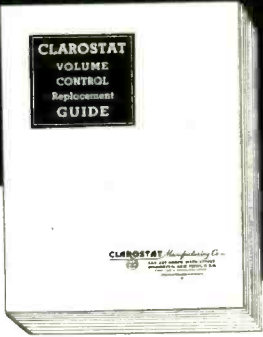 CLAROSTAT
VOLUME
CONTROL
Replacement
GUIDE
CLAROSTAT Manufacturing Co